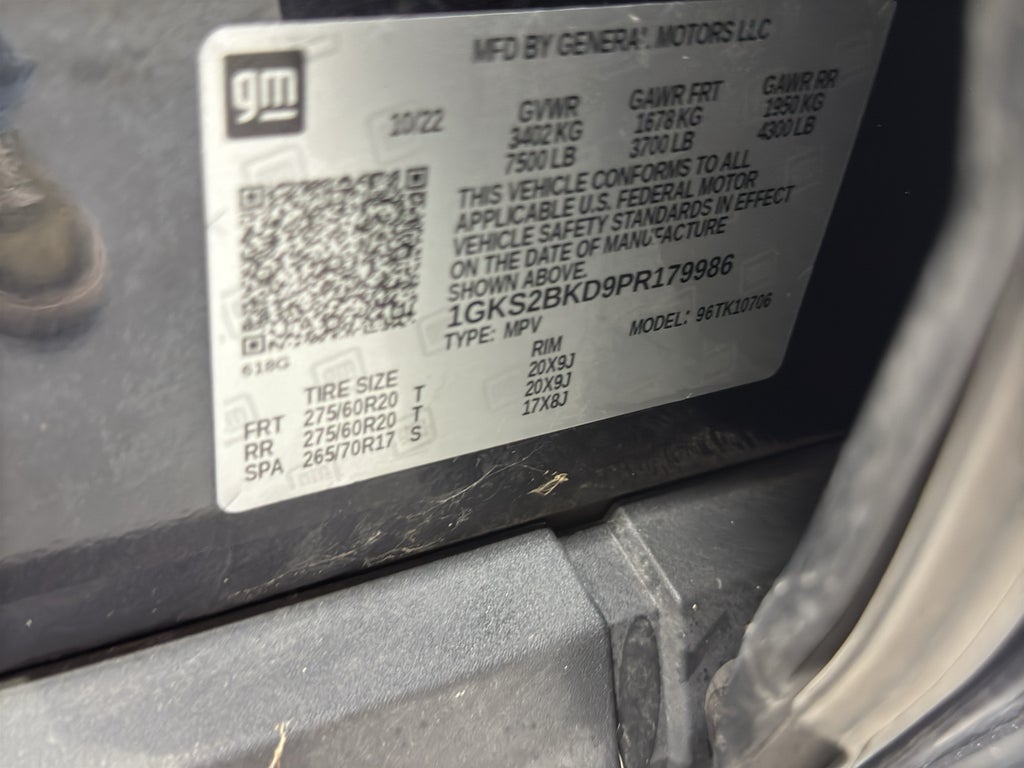 MFD BY GENERAL MOTORS LLC
gm
10/22
GVWR GAWR FRT GAWR RR
3402 KG 1678 KG 1950 KG
7500 LB 3700 LB 4300 LB
THIS VEHICLE CONFORMS TO ALL
APPLICABLE U.S. FEDERAL MOTOR
VEHICLE SAFETY STANDARDS IN EFFECT
ON THE DATE OF MANUFACTURE
SHOWN ABOVE.
1GKS2BKD9PR179986
TYPE: MPV MODEL: 96TK10706
618G
TIRE SIZE RIM
FRT 275/60R20 T 20X9J
RR 275/60R20 T 20X9J
SPA 265/70R17 S 17X8J